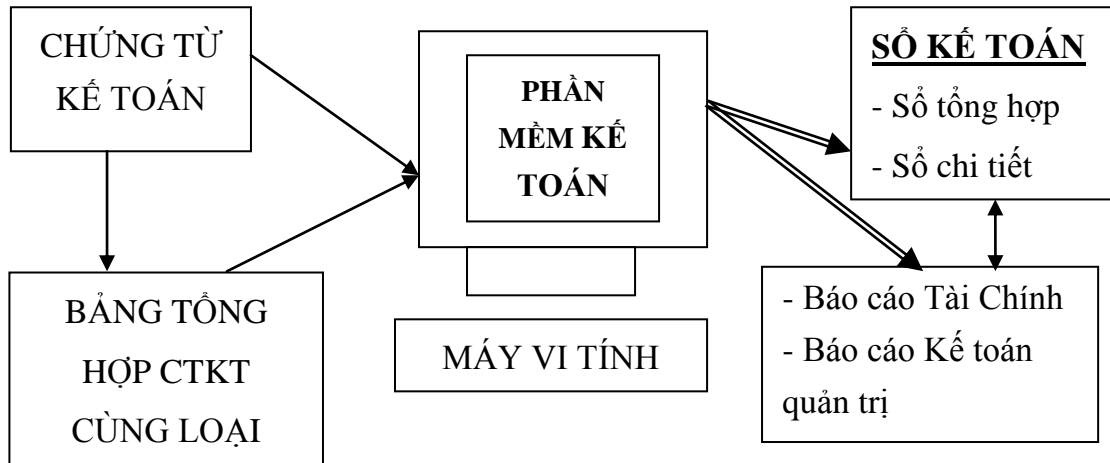 CHỨNG TỪ
KẾ TOÁN
BẢNG TỔNG
HỢP CTKT
CÙNG LOẠI
PHẦN
MỀM KẾ
TOÁN
MÁY VI TÍNH
SỔ KẾ TOÁN
- Sổ tổng hợp
- Sổ chi tiết
- Báo cáo Tài Chính
- Báo cáo Kế toán
quản trị